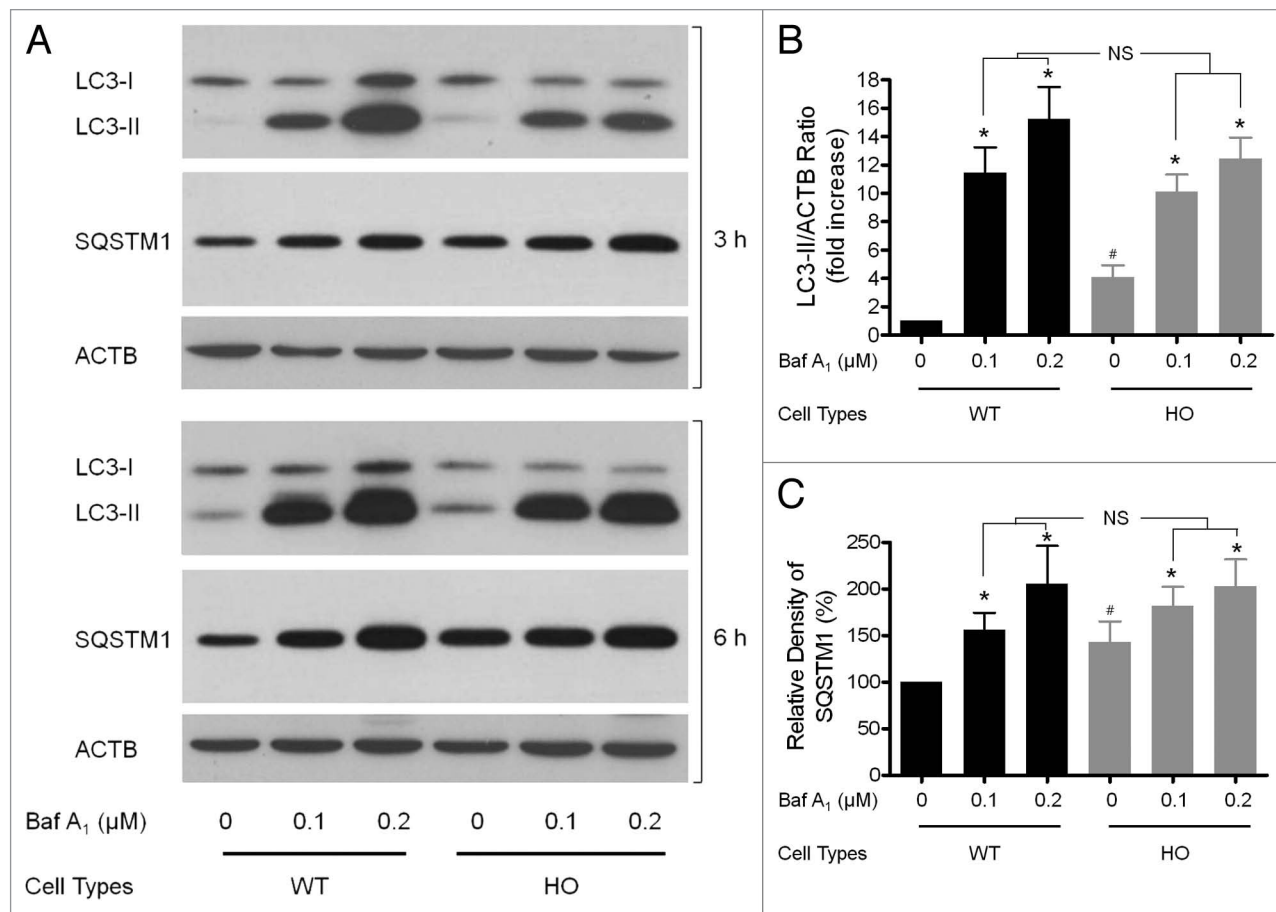 A
LC3-I
LC3-II
SQSTM1
3 h
ACTB
LC3-I
LC3-II
SQSTM1
6 h
ACTB
Baf A₁ (μM) 0 0.1 0.2 0 0.1 0.2
Cell Types WT HO
B
NS
LC3-II/ACTB Ratio
(fold increase)
18
16
14
12
10
8
6
4
2
0
* * # * *
Baf A₁ (μM) 0 0.1 0.2 0 0.1 0.2
Cell Types WT HO
C
NS
Relative Density of
SQSTM1 (%)
250
200
150
100
50
0
* * # * *
Baf A₁ (μM) 0 0.1 0.2 0 0.1 0.2
Cell Types WT HO